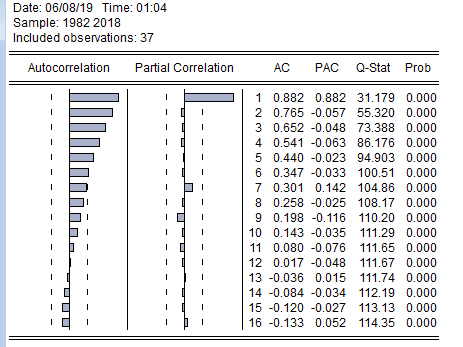 Date: 06/08/19 Time: 01:04
Sample: 1982 2018
Included observations: 37
Autocorrelation Partial Correlation AC PAC Q-Stat Prob
1 0.882 0.882 31.179 0.000
2 0.765 -0.057 55.320 0.000
3 0.652 -0.048 73.388 0.000
4 0.541 -0.063 86.176 0.000
5 0.440 -0.023 94.903 0.000
6 0.347 -0.033 100.51 0.000
7 0.301 0.142 104.86 0.000
8 0.258 -0.025 108.17 0.000
9 0.198 -0.116 110.20 0.000
10 0.143 -0.035 111.29 0.000
11 0.080 -0.076 111.65 0.000
12 0.017 -0.048 111.67 0.000
13 -0.036 0.015 111.74 0.000
14 -0.084 -0.034 112.19 0.000
15 -0.120 -0.027 113.13 0.000
16 -0.133 0.052 114.35 0.000